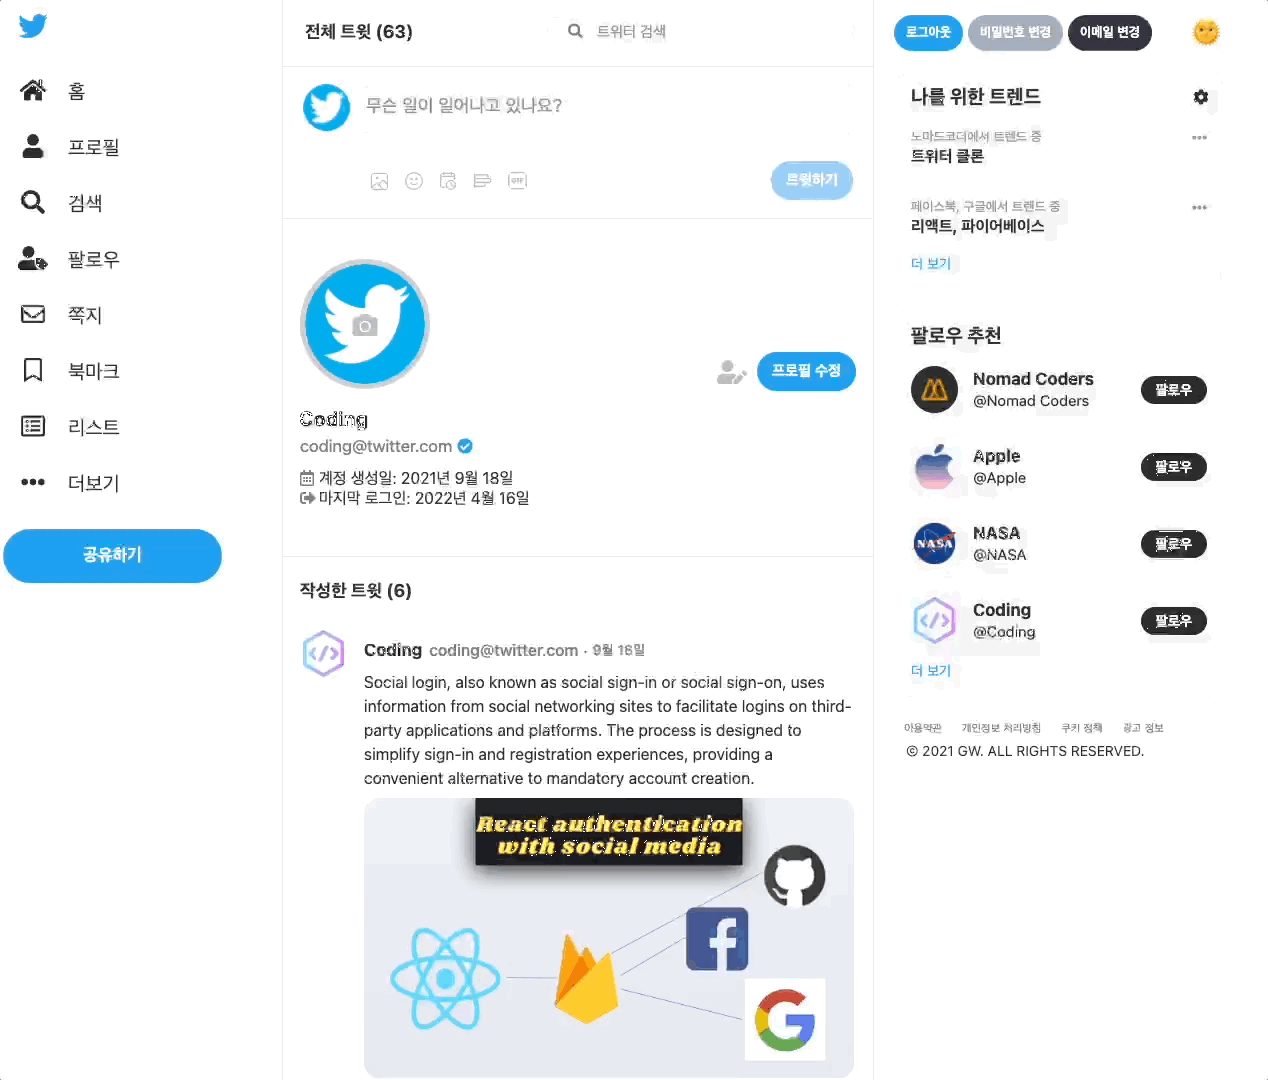 홈
프로필
검색
팔로우
쪽지
북마크
리스트
더보기
공유하기
전체 트윗 (63)
트위터 검색
무슨 일이 일어나고 있나요?
GIF
트윗하기
프로필 수정
Coding
coding@twitter.com
계정 생성일: 2021년 9월 18일
마지막 로그인: 2022년 4월 16일
작성한 트윗 (6)
Coding coding@twitter.com · 9월 18일
Social login, also known as social sign-in or social sign-on, uses
information from social networking sites to facilitate logins on third-
party applications and platforms. The process is designed to
simplify sign-in and registration experiences, providing a
convenient alternative to mandatory account creation.
React authentication
with social media
로그아웃
비밀번호 변경
이메일 변경
나를 위한 트렌드
노마드코더에서 트렌드 중
트위터 클론
페이스북, 구글에서 트렌드 중
리액트, 파이어베이스
더 보기
팔로우 추천
Nomad Coders
@Nomad Coders
팔로우
Apple
@Apple
팔로우
NASA
NASA
@NASA
팔로우
Coding
@Coding
팔로우
더 보기
이용약관 개인정보 처리방침 쿠키 정책 광고 정보
© 2021 GW. ALL RIGHTS RESERVED.